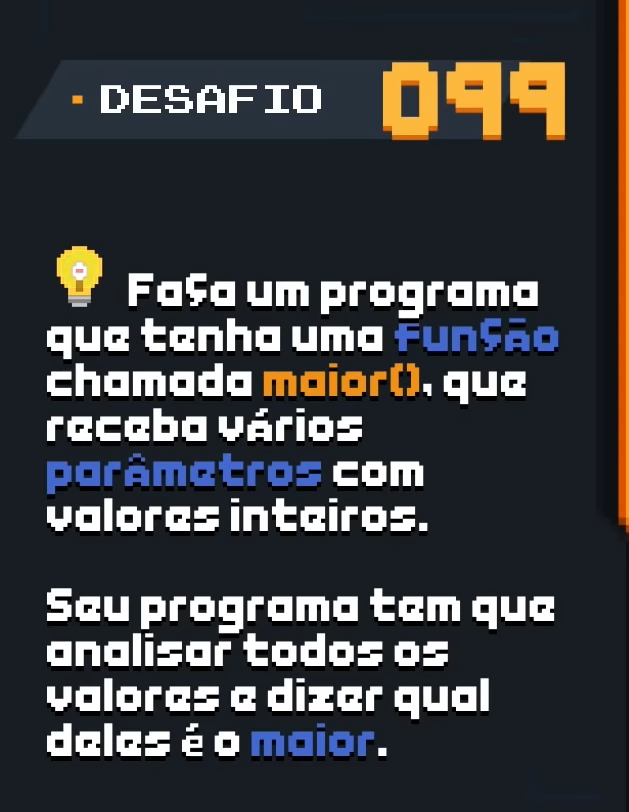 DESAFIO 099
Faça um programa
que tenha uma função
chamada maior(), que
receba vários
parâmetros com
valores inteiros.
Seu programa tem que
analisar todos os
valores e dizer qual
deles é o maior.